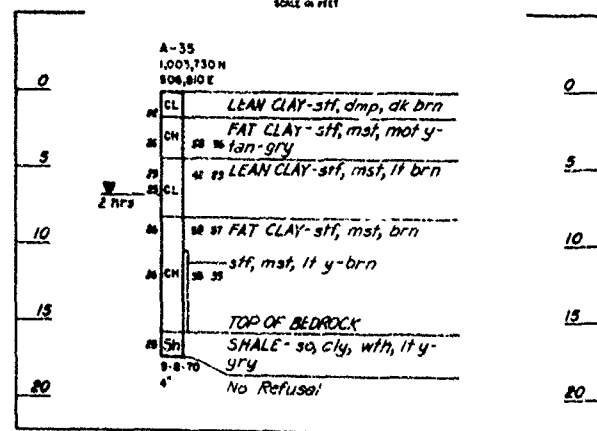 SCALE IN FEET
A-35
1,003,730 N
508,810 E
0
0
CL
LEAN CLAY-stf, dmp, dk brn
CH
FAT CLAY-stf, mst, mot y-
tan-gry
5
5
CL
LEAN CLAY-stf, mst, lt brn
2 hrs
FAT CLAY-stf, mst, brn
10
10
stf, mst, lt y-brn
CH
15
15
TOP OF BEDROCK
Sh
SHALE - so, cly, wth, lt y-
gry
9-8-70
4"
No Refusal
20
20